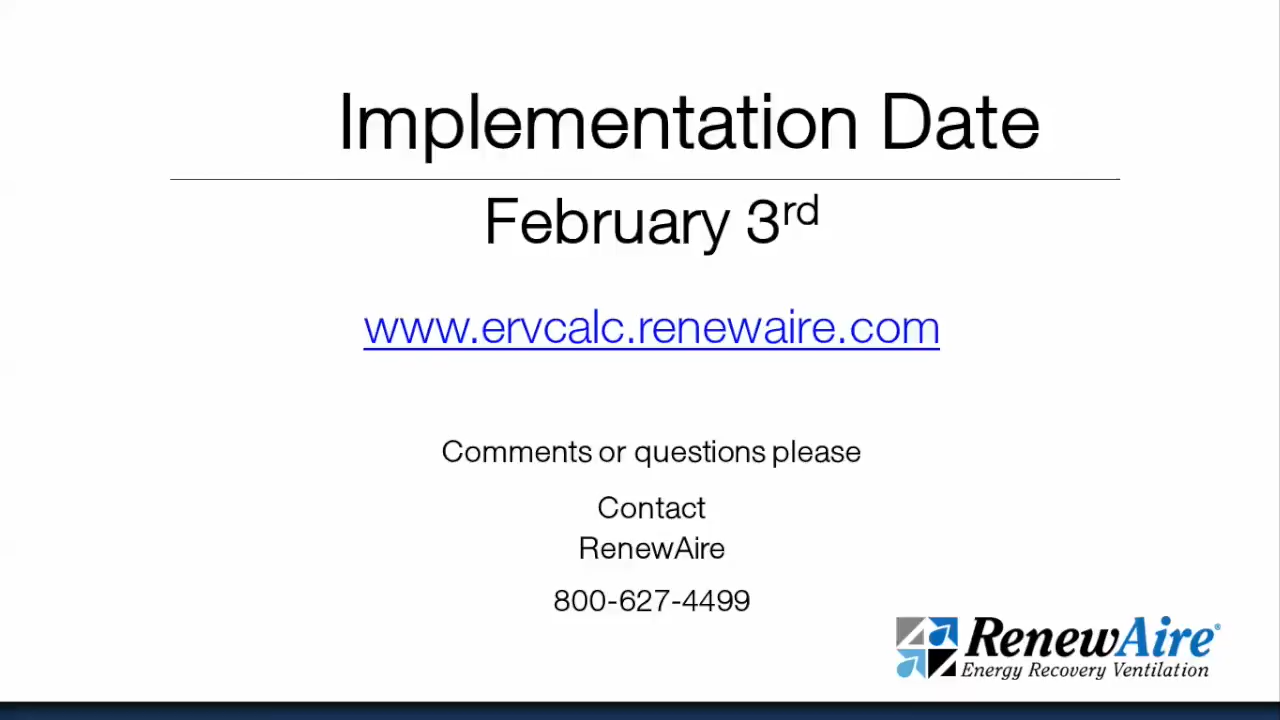 Implementation Date
February 3rd
www.ervcalc.renewaire.com
Comments or questions please
Contact
RenewAire
800-627-4499
RenewAire®
Energy Recovery Ventilation